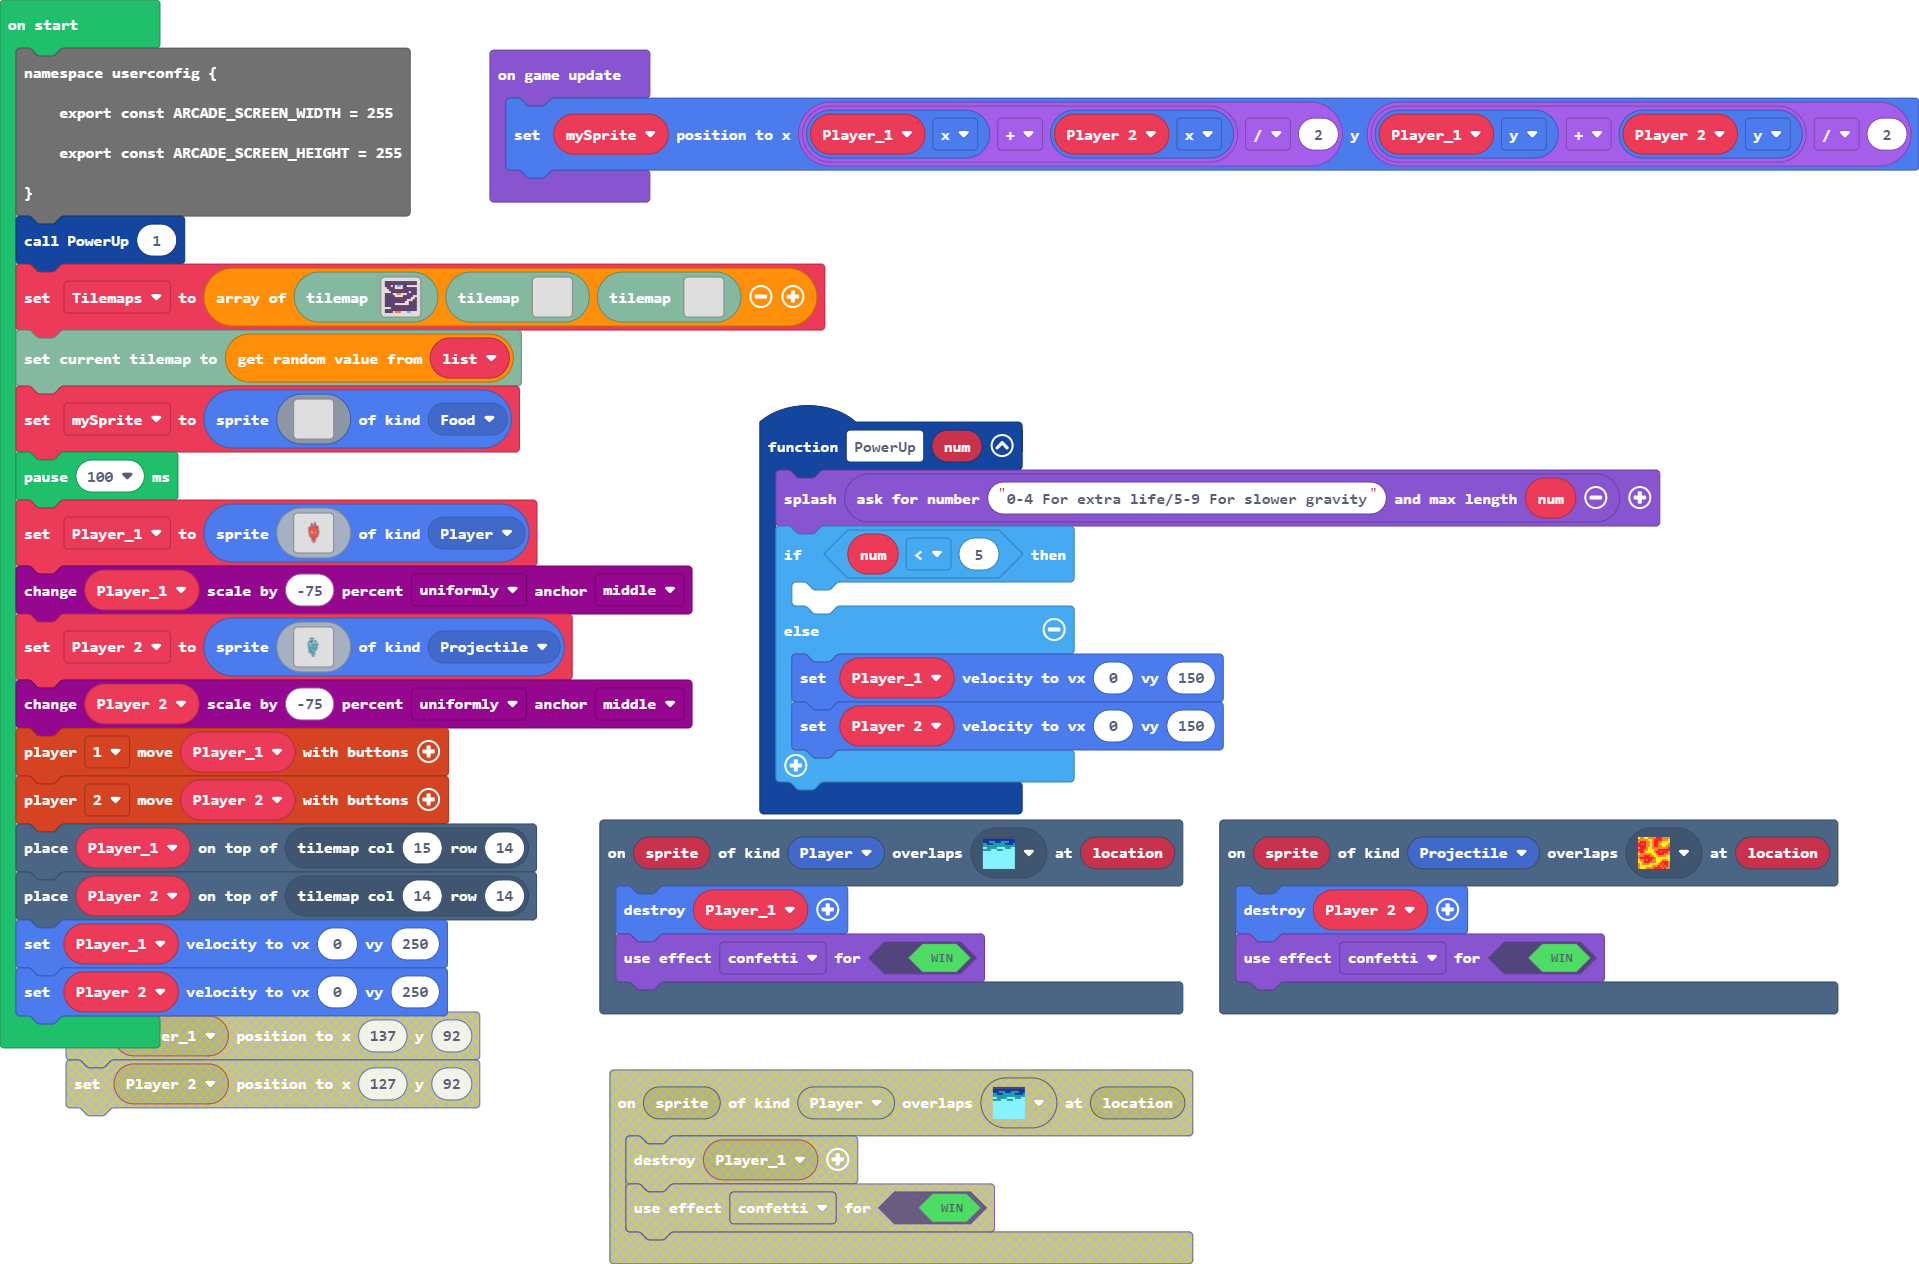 on start
namespace userconfig {
export const ARCADE_SCREEN_WIDTH = 255
export const ARCADE_SCREEN_HEIGHT = 255
}
call PowerUp 1
set Tilemaps to array of tilemap tilemap tilemap
set current tilemap to get random value from list
set mySprite to sprite of kind Food
pause 100 ms
set Player_1 to sprite of kind Player
change Player_1 scale by -75 percent uniformly anchor middle
set Player 2 to sprite of kind Projectile
change Player 2 scale by -75 percent uniformly anchor middle
player 1 move Player_1 with buttons
player 2 move Player 2 with buttons
place Player_1 on top of tilemap col 15 row 14
place Player 2 on top of tilemap col 14 row 14
set Player_1 velocity to vx 0 vy 250
set Player 2 velocity to vx 0 vy 250
er_1 position to x 137 y 92
set Player 2 position to x 127 y 92
on game update
set mySprite position to x Player_1 x + Player 2 x / 2 y Player_1 y + Player 2 y / 2
function PowerUp num
splash ask for number "0-4 For extra life/5-9 For slower gravity" and max length num
if num < 5 then
else
set Player_1 velocity to vx 0 vy 150
set Player 2 velocity to vx 0 vy 150
on sprite of kind Player overlaps at location
destroy Player_1
use effect confetti for WIN
on sprite of kind Projectile overlaps at location
destroy Player 2
use effect confetti for WIN
on sprite of kind Player overlaps at location
destroy Player_1
use effect confetti for WIN